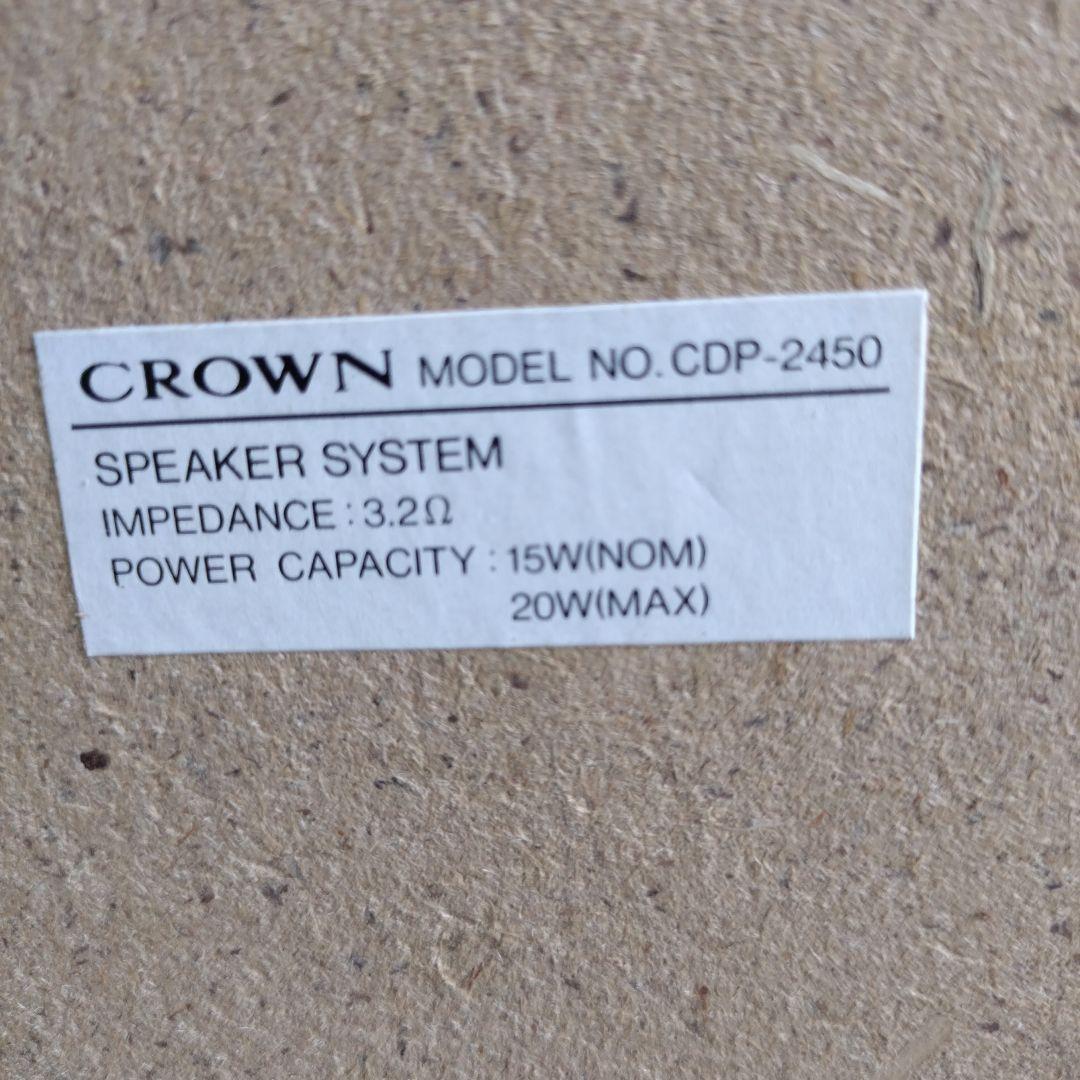 CROWN MODEL NO. CDP-2450
SPEAKER SYSTEM
IMPEDANCE : 3.2Ω
POWER CAPACITY : 15W(NOM)
20W(MAX)